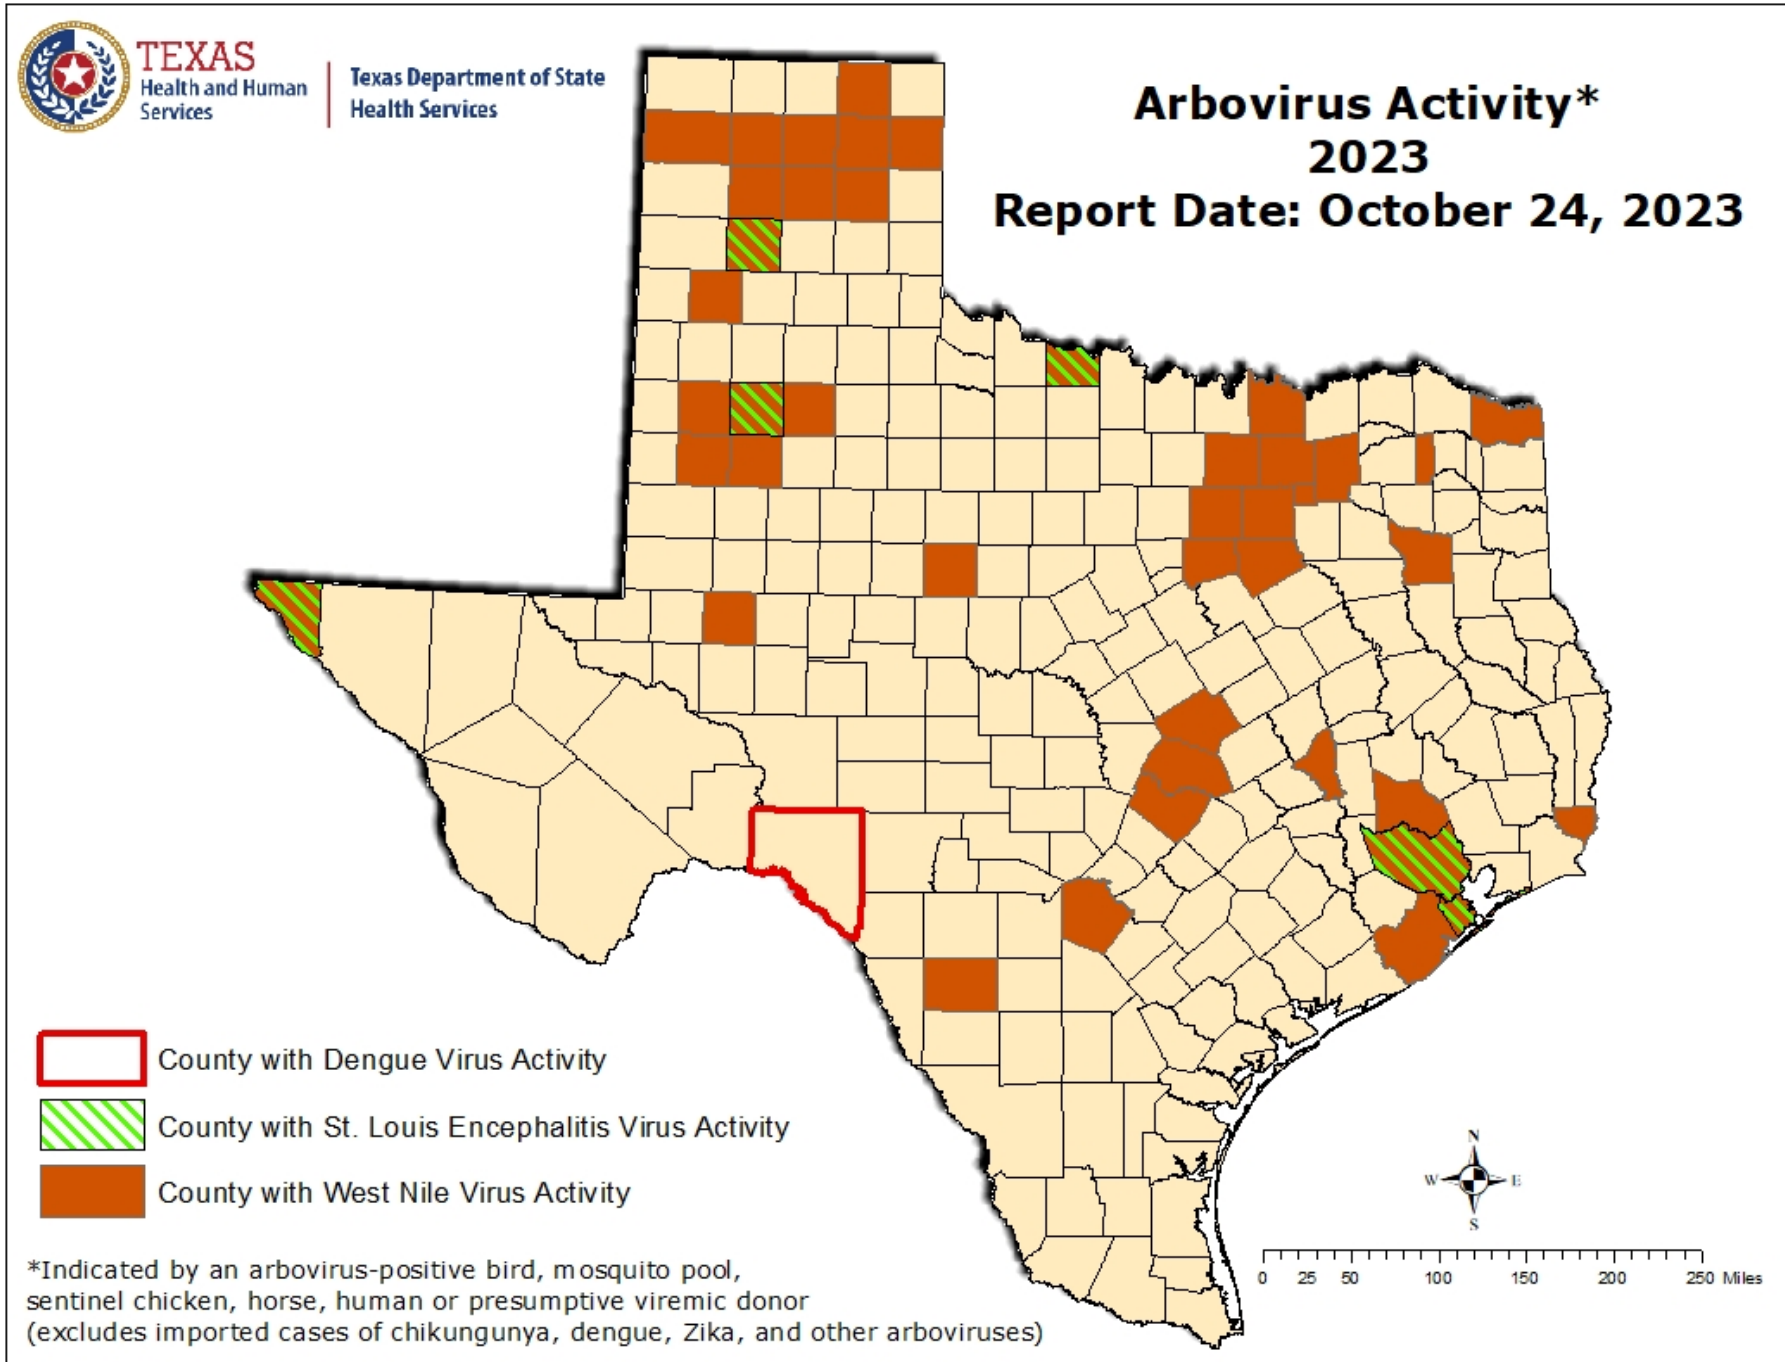 TEXAS
Health and Human
Services
Texas Department of State
Health Services
Arbovirus Activity*
2023
Report Date: October 24, 2023
County with Dengue Virus Activity
County with St. Louis Encephalitis Virus Activity
County with West Nile Virus Activity
*Indicated by an arbovirus-positive bird, mosquito pool,
sentinel chicken, horse, human or presumptive viremic donor
(excludes imported cases of chikungunya, dengue, Zika, and other arboviruses)
N
W E
S
0 25 50 100 150 200 250 Miles